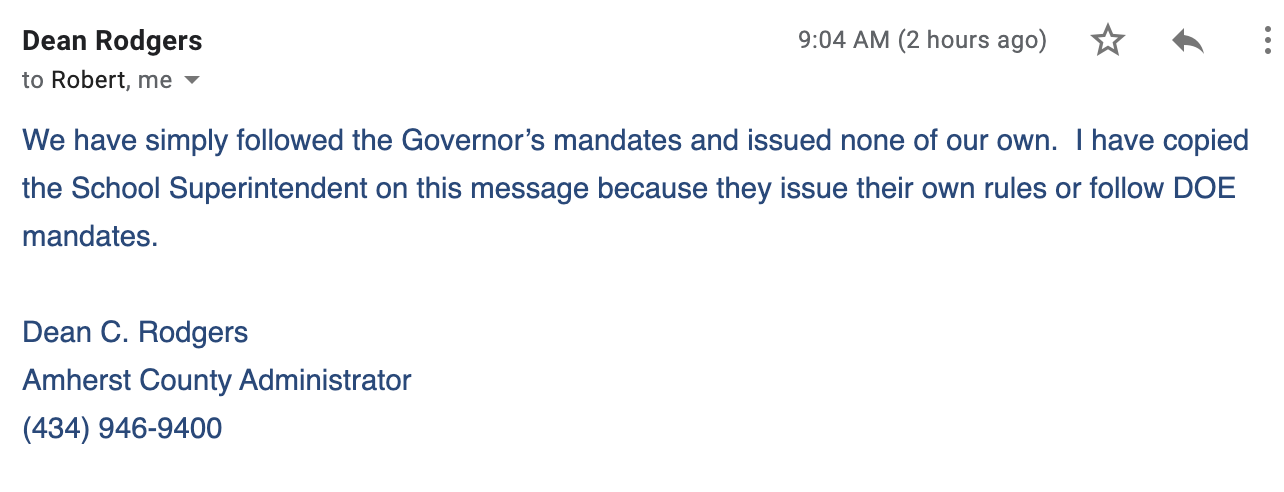 Dean Rodgers 9:04 AM (2 hours ago)
to Robert, me
We have simply followed the Governor’s mandates and issued none of our own.  I have copied
the School Superintendent on this message because they issue their own rules or follow DOE
mandates.
Dean C. Rodgers
Amherst County Administrator
(434) 946-9400